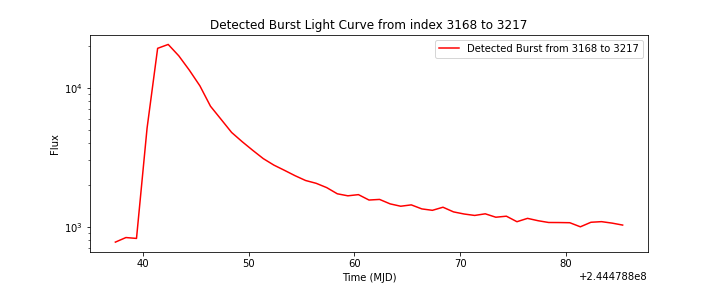 Detected Burst Light Curve from index 3168 to 3217
Detected Burst from 3168 to 3217
Flux
10⁴
10³
40 50 60 70 80
Time (MJD)
+2.444788e8